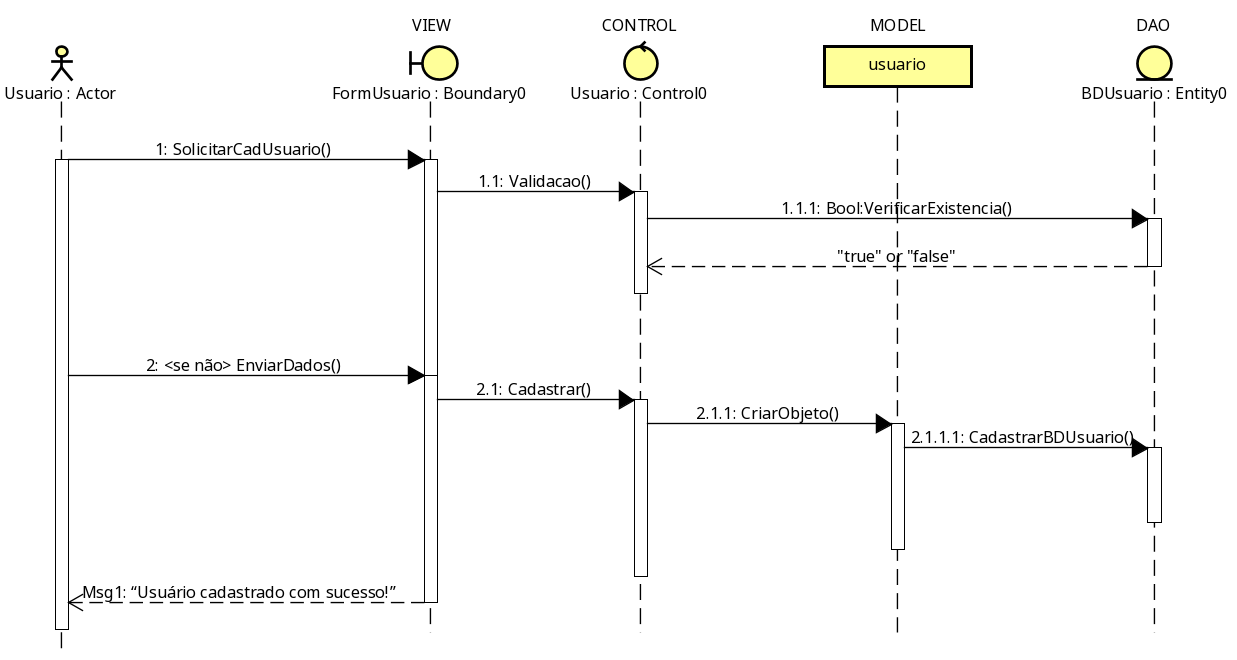 VIEW
CONTROL
MODEL
DAO
usuario
Usuario : Actor
FormUsuario : Boundary0
Usuario : Control0
BDUsuario : Entity0
1: SolicitarCadUsuario()
1.1: Validacao()
1.1.1: Bool:VerificarExistencia()
"true" or "false"
2: <se não> EnviarDados()
2.1: Cadastrar()
2.1.1: CriarObjeto()
2.1.1.1: CadastrarBDUsuario()
Msg1: “Usuário cadastrado com sucesso!”